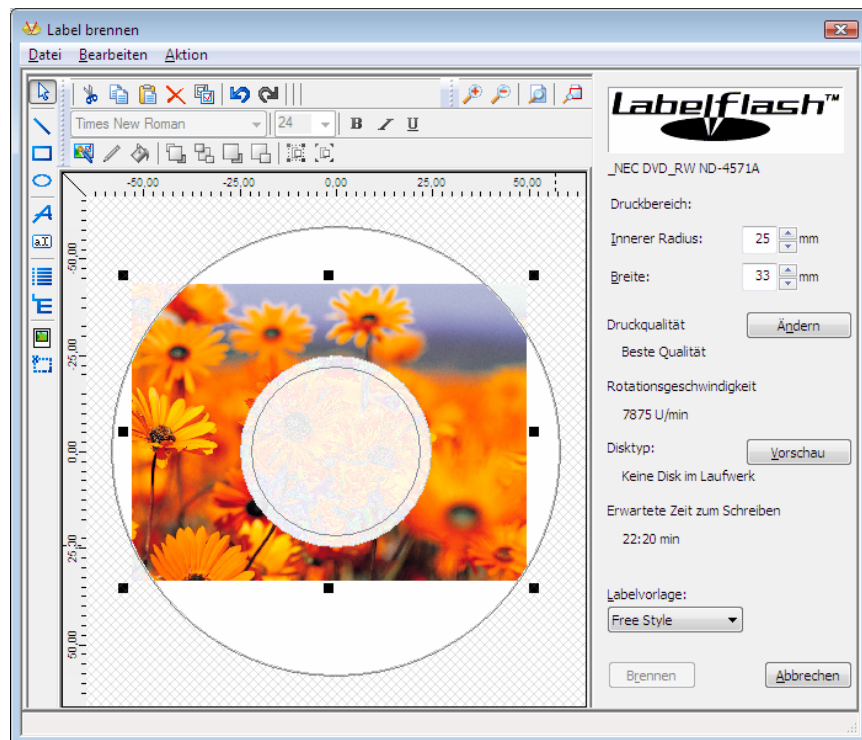 Label brennen
Datei Bearbeiten Aktion
Times New Roman 24 B I U
-50,00 -25,00 0,00 25,00 50,00
-50,00
-25,00
0,00
25,00
50,00
Labelflash™
_NEC DVD_RW ND-4571A
Druckbereich:
Innerer Radius: 25 mm
Breite: 33 mm
Druckqualität Ändern
Beste Qualität
Rotationsgeschwindigkeit
7875 U/min
Disktyp: Vorschau
Keine Disk im Laufwerk
Erwartete Zeit zum Schreiben
22:20 min
Labelvorlage:
Free Style
Brennen Abbrechen